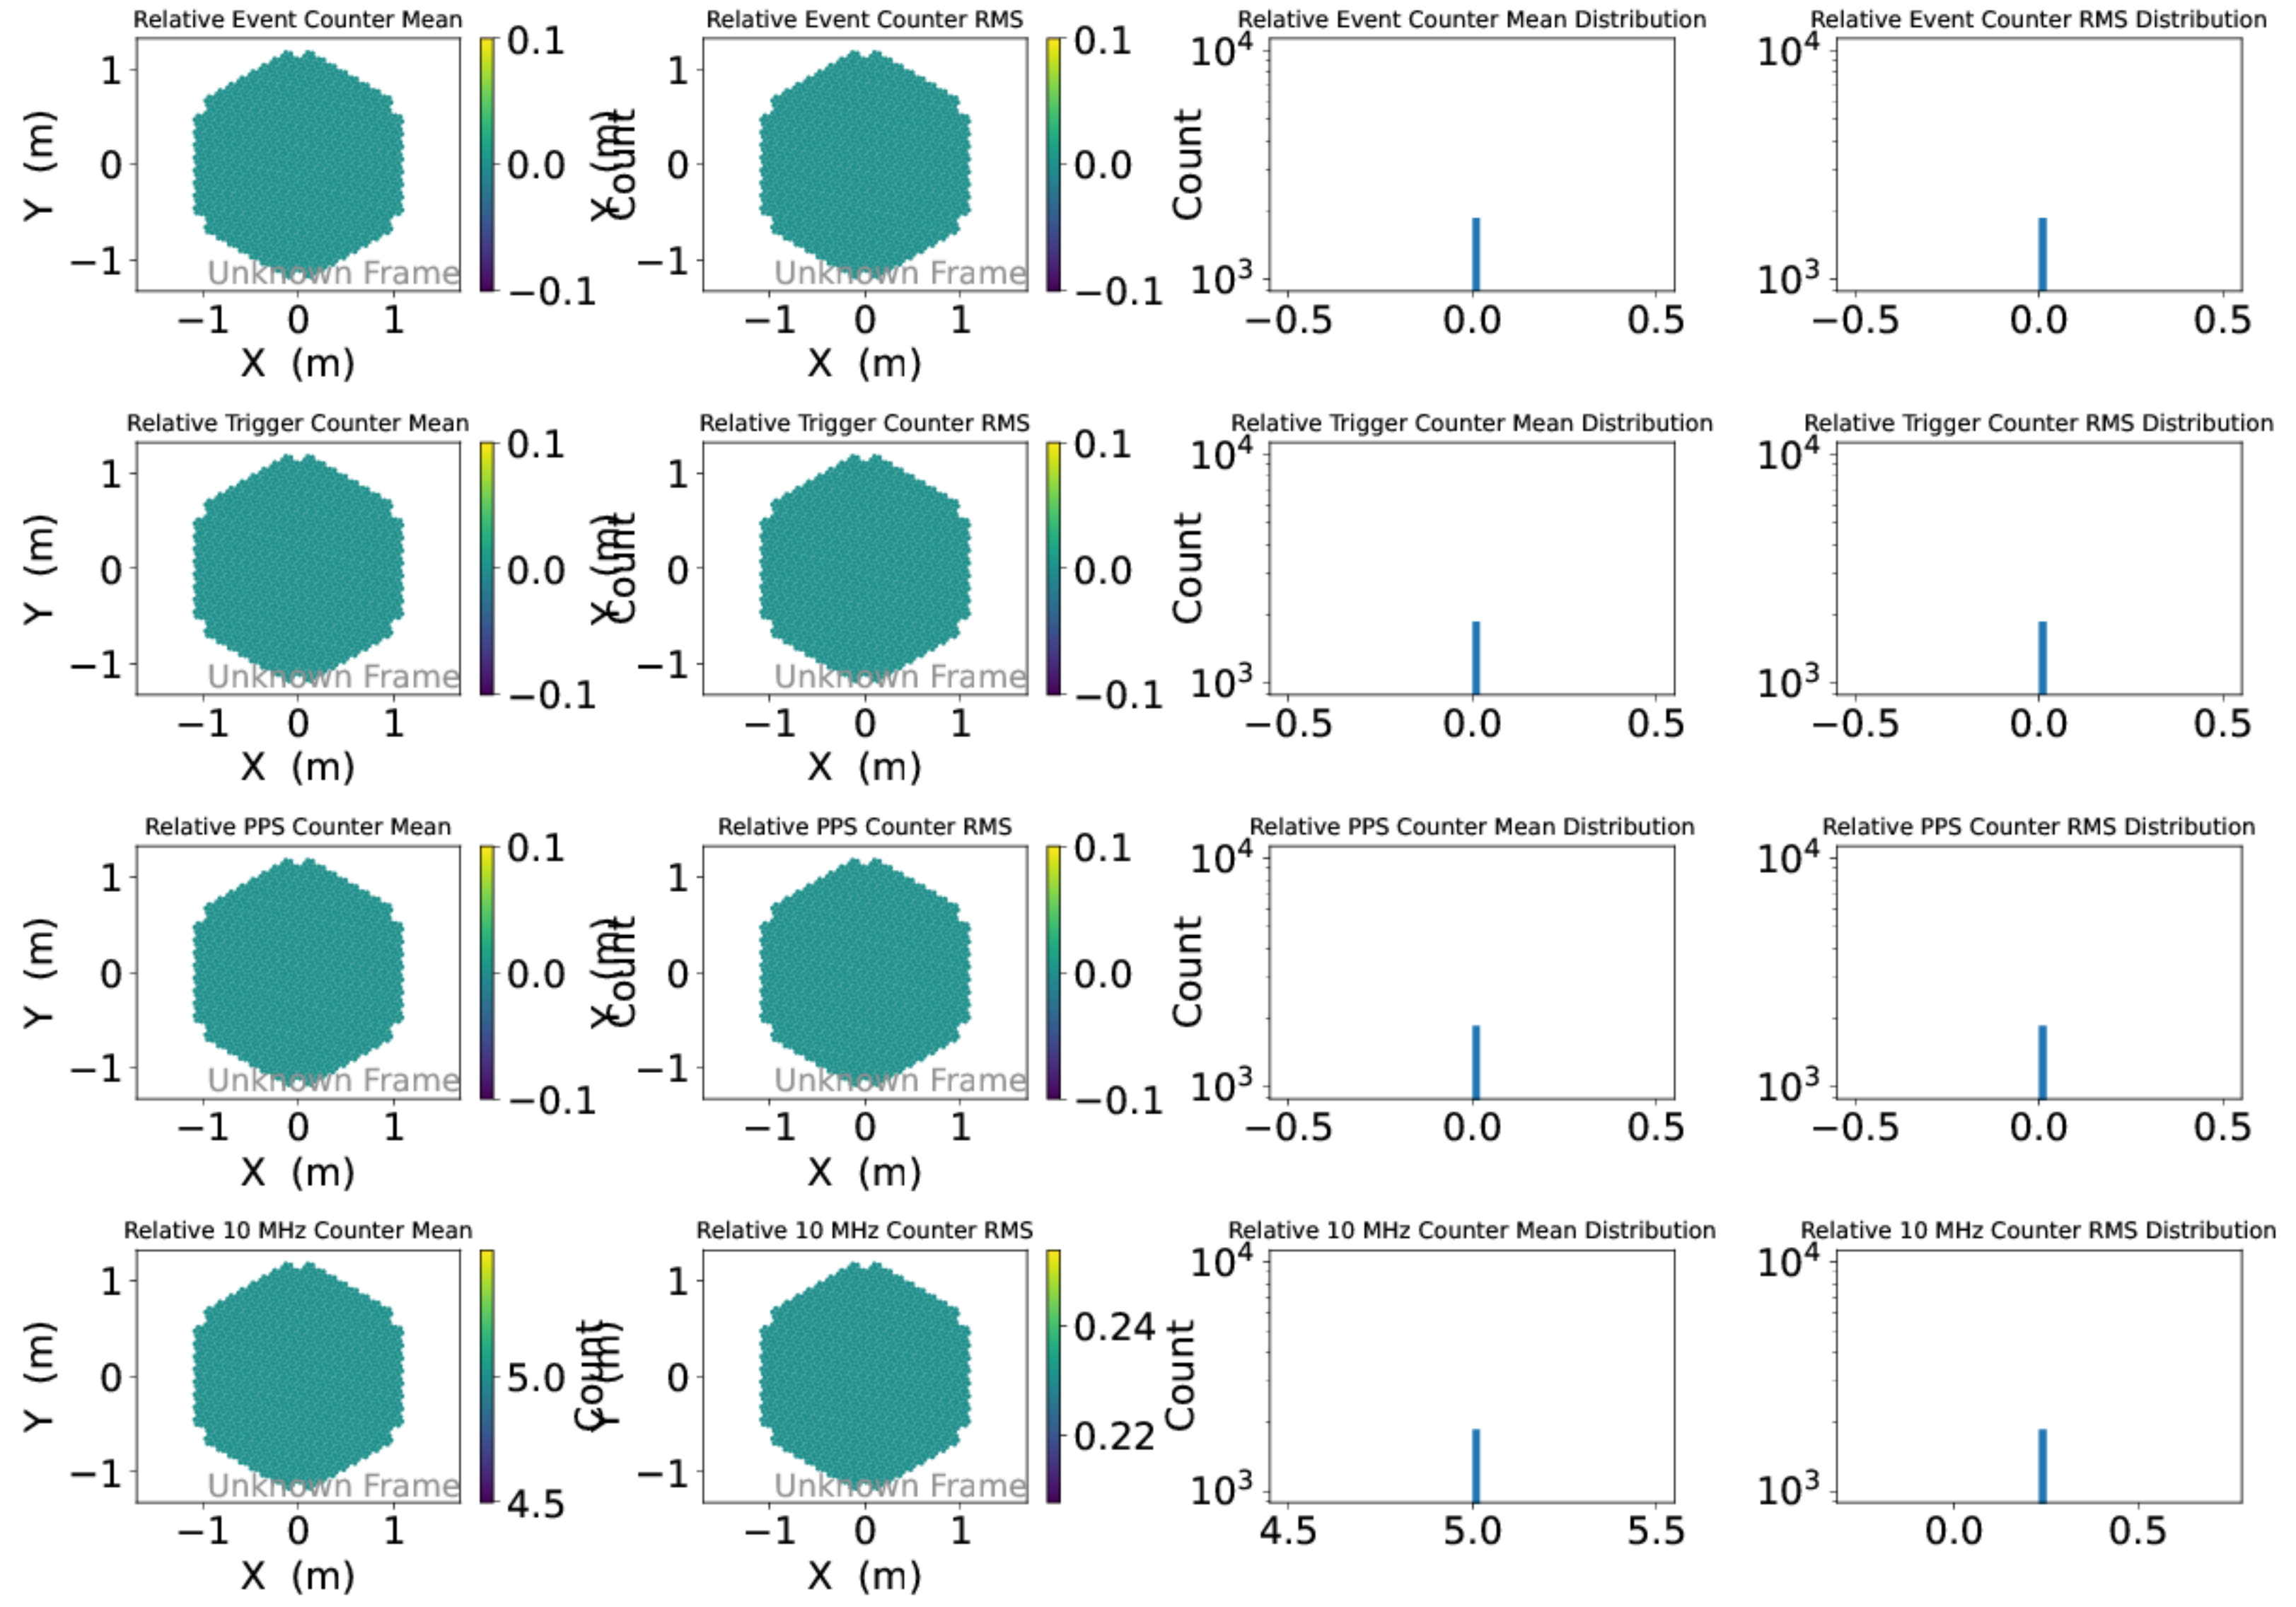 Relative Event Counter Mean
Relative Event Counter RMS
Relative Event Counter Mean Distribution
Relative Event Counter RMS Distribution
Y (m)
1
0
−1
Unknown Frame
−1 0 1
X (m)
0.1
0.0
−0.1
Count
Y (m)
1
0
−1
Unknown Frame
−1 0 1
X (m)
0.1
0.0
−0.1
Count
10⁴
10³
−0.5 0.0 0.5
10⁴
10³
−0.5 0.0 0.5
Relative Trigger Counter Mean
Relative Trigger Counter RMS
Relative Trigger Counter Mean Distribution
Relative Trigger Counter RMS Distribution
Y (m)
1
0
−1
Unknown Frame
−1 0 1
X (m)
0.1
0.0
−0.1
Count
Y (m)
1
0
−1
Unknown Frame
−1 0 1
X (m)
0.1
0.0
−0.1
Count
10⁴
10³
−0.5 0.0 0.5
10⁴
10³
−0.5 0.0 0.5
Relative PPS Counter Mean
Relative PPS Counter RMS
Relative PPS Counter Mean Distribution
Relative PPS Counter RMS Distribution
Y (m)
1
0
−1
Unknown Frame
−1 0 1
X (m)
0.1
0.0
−0.1
Count
Y (m)
1
0
−1
Unknown Frame
−1 0 1
X (m)
0.1
0.0
−0.1
Count
10⁴
10³
−0.5 0.0 0.5
10⁴
10³
−0.5 0.0 0.5
Relative 10 MHz Counter Mean
Relative 10 MHz Counter RMS
Relative 10 MHz Counter Mean Distribution
Relative 10 MHz Counter RMS Distribution
Y (m)
1
0
−1
Unknown Frame
−1 0 1
X (m)
5.0
4.5
Count
Y (m)
1
0
−1
Unknown Frame
−1 0 1
X (m)
0.24
0.22
Count
10⁴
10³
4.5 5.0 5.5
10⁴
10³
0.0 0.5